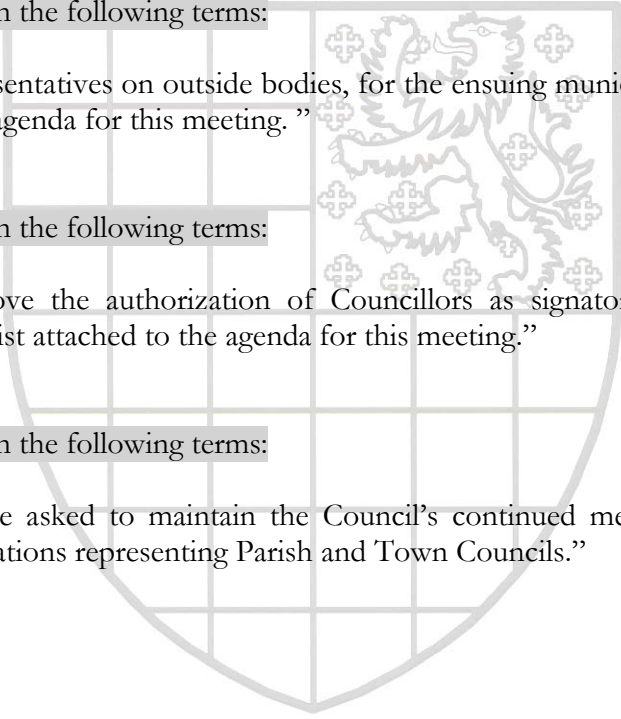 n the following terms:
sentatives on outside bodies, for the ensuing munic
agenda for this meeting. ”
n the following terms:
ove the authorization of Councillors as signator
ist attached to the agenda for this meeting.”
n the following terms:
e asked to maintain the Council’s continued me
ations representing Parish and Town Councils.”